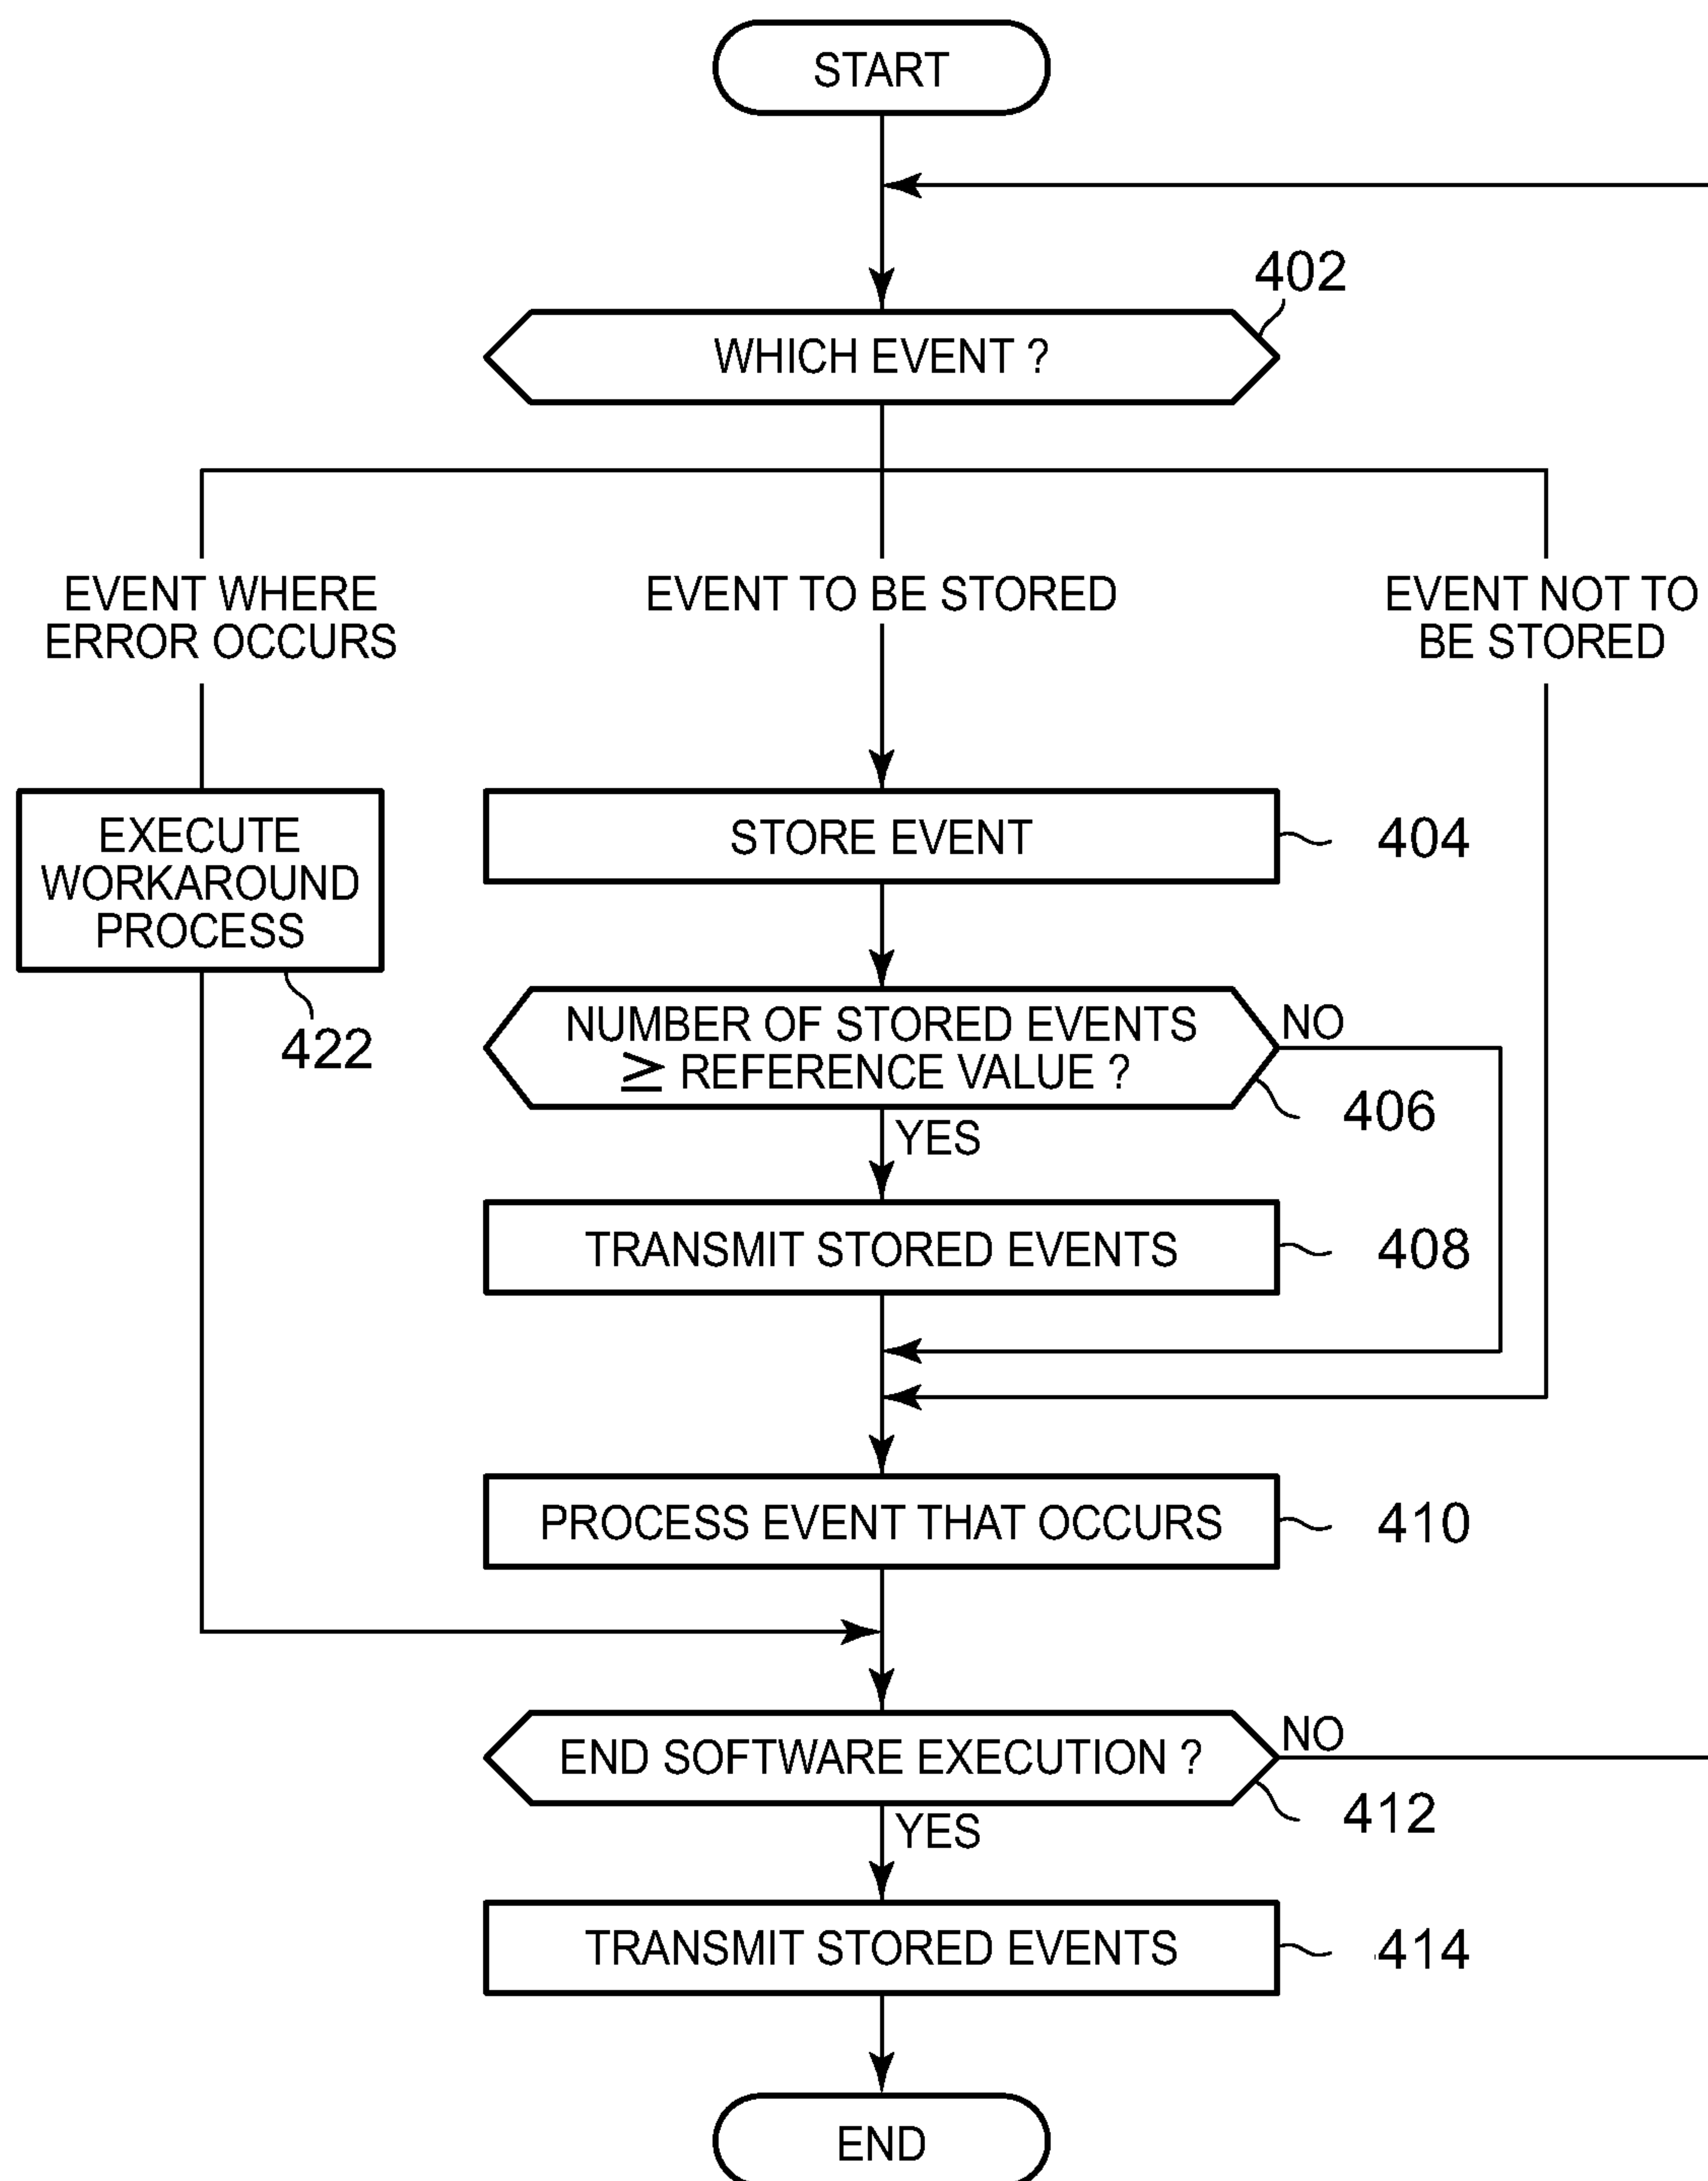 START
402
WHICH EVENT ?
EVENT WHERE
ERROR OCCURS
EVENT TO BE STORED
EVENT NOT TO
BE STORED
EXECUTE
WORKAROUND
PROCESS
422
STORE EVENT
404
NUMBER OF STORED EVENTS
≥ REFERENCE VALUE ?
NO
406
YES
TRANSMIT STORED EVENTS
408
PROCESS EVENT THAT OCCURS
410
END SOFTWARE EXECUTION ?
NO
412
YES
TRANSMIT STORED EVENTS
414
END